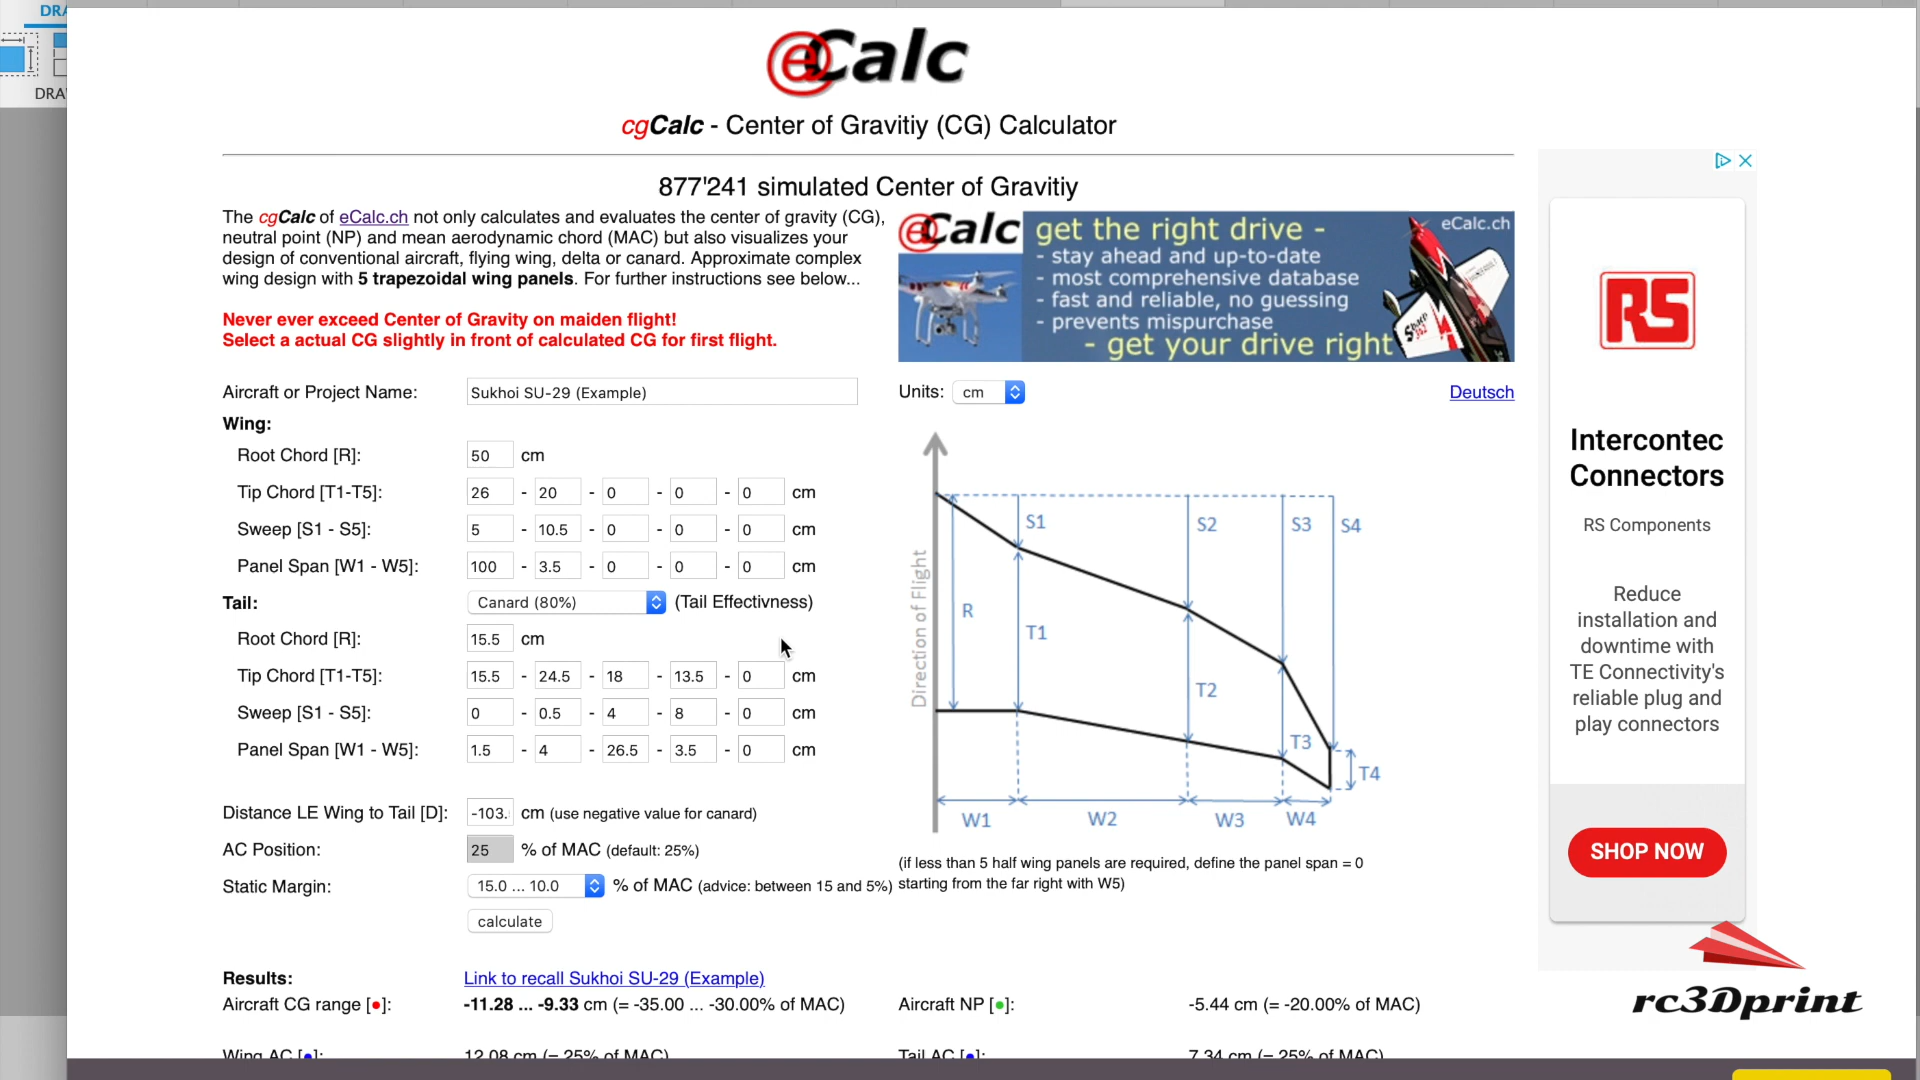 DRA
DRA
eCalc
cgCalc - Center of Gravitiy (CG) Calculator
877'241 simulated Center of Gravitiy
The cgCalc of eCalc.ch not only calculates and evaluates the center of gravity (CG),
neutral point (NP) and mean aerodynamic chord (MAC) but also visualizes your
design of conventional aircraft, flying wing, delta or canard. Approximate complex
wing design with 5 trapezoidal wing panels. For further instructions see below...
Never ever exceed Center of Gravity on maiden flight!
Select a actual CG slightly in front of calculated CG for first flight.
eCalc
get the right drive -
eCalc.ch
- stay ahead and up-to-date
- most comprehensive database
- fast and reliable, no guessing
- prevents mispurchase
- get your drive right
Aircraft or Project Name: Sukhoi SU-29 (Example)
Units: cm
Deutsch
Wing:
Root Chord [R]: 50 cm
Tip Chord [T1-T5]: 26 - 20 - 0 - 0 - 0 cm
Sweep [S1 - S5]: 5 - 10.5 - 0 - 0 - 0 cm
Panel Span [W1 - W5]: 100 - 3.5 - 0 - 0 - 0 cm
Tail: Canard (80%) (Tail Effectivness)
Root Chord [R]: 15.5 cm
Tip Chord [T1-T5]: 15.5 - 24.5 - 18 - 13.5 - 0 cm
Sweep [S1 - S5]: 0 - 0.5 - 4 - 8 - 0 cm
Panel Span [W1 - W5]: 1.5 - 4 - 26.5 - 3.5 - 0 cm
Distance LE Wing to Tail [D]: -103. cm (use negative value for canard)
AC Position: 25 % of MAC (default: 25%)
Static Margin: 15.0 ... 10.0 % of MAC (advice: between 15 and 5%)
calculate
Direction of Flight
S1
S2
S3
S4
R
T1
T2
T3
T4
W1
W2
W3
W4
(if less than 5 half wing panels are required, define the panel span = 0
starting from the far right with W5)
Results: Link to recall Sukhoi SU-29 (Example)
Aircraft CG range [●]: -11.28 ... -9.33 cm (= -35.00 ... -30.00% of MAC)
Aircraft NP [●]: -5.44 cm (= -20.00% of MAC)
Wing AC [●]: 12.08 cm (= 25% of MAC)
Tail AC [●]: 7.34 cm (= 25% of MAC)
RS
Intercontec
Connectors
RS Components
Reduce
installation and
downtime with
TE Connectivity's
reliable plug and
play connectors
SHOP NOW
rc3Dprint